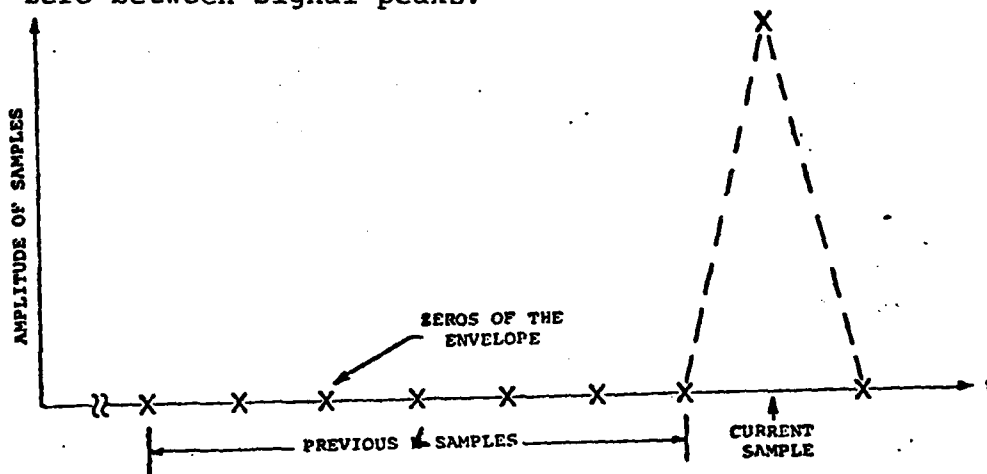 zero between signal peaks.
AMPLITUDE OF SAMPLES
X
ZEROS OF THE
ENVELOPE
X X X X X X X X
PREVIOUS SAMPLES
CURRENT
SAMPLE